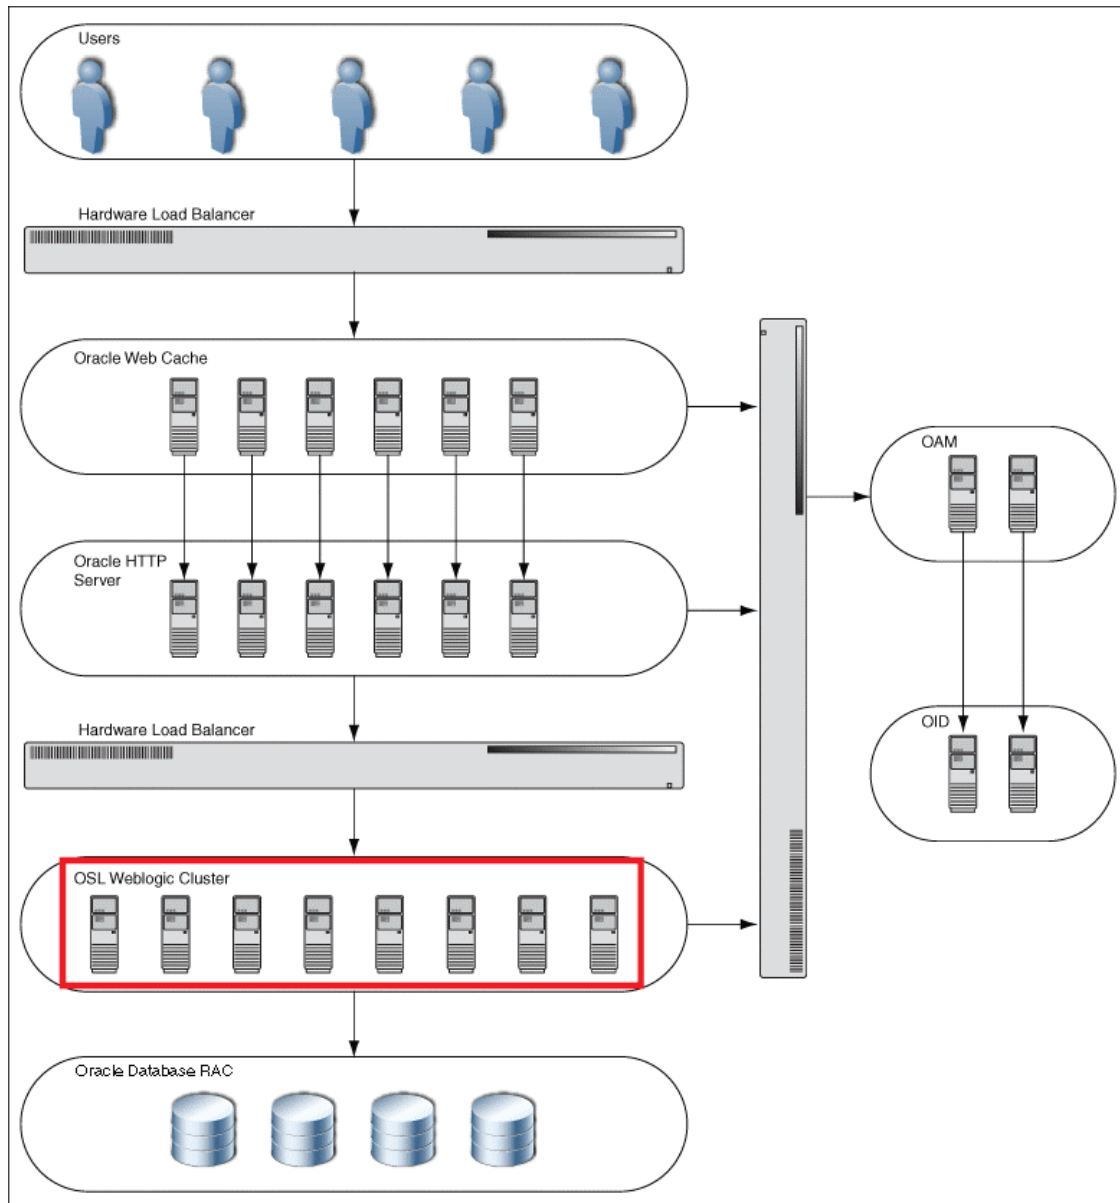 Users
Hardware Load Balancer
Oracle Web Cache
OAM
Oracle HTTP
Server
OID
Hardware Load Balancer
OSL Weblogic Cluster
Oracle Database RAC